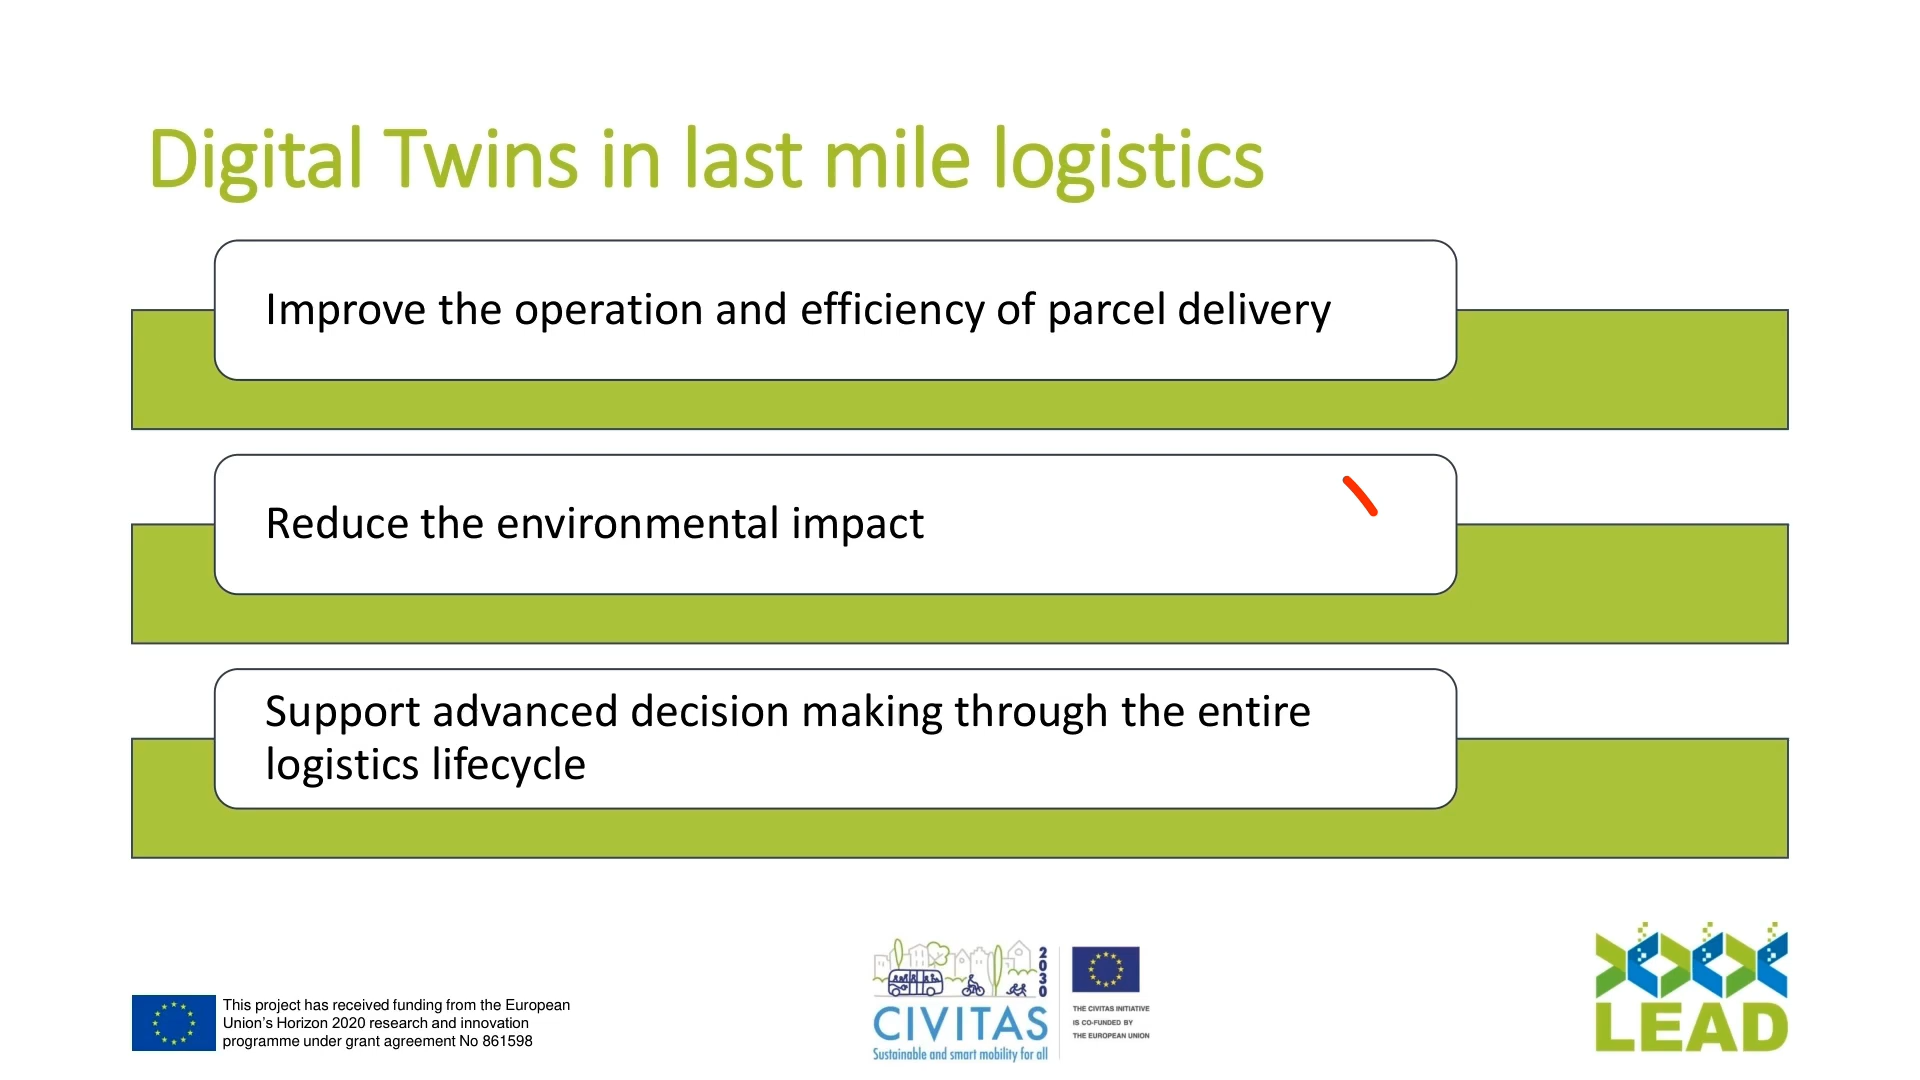 Digital Twins in last mile logistics
Improve the operation and efficiency of parcel delivery
Reduce the environmental impact
Support advanced decision making through the entire
logistics lifecycle
This project has received funding from the European
Union's Horizon 2020 research and innovation
programme under grant agreement No 861598
2030
CIVITAS
Sustainable and smart mobility for all
THE CIVITAS INITIATIVE
IS CO-FUNDED BY
THE EUROPEAN UNION
LEAD